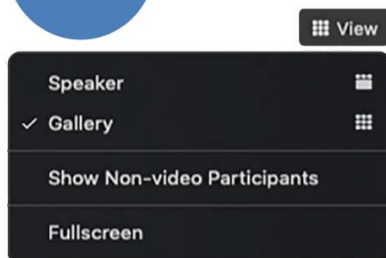 View
Speaker
Gallery
Show Non-video Participants
Fullscreen